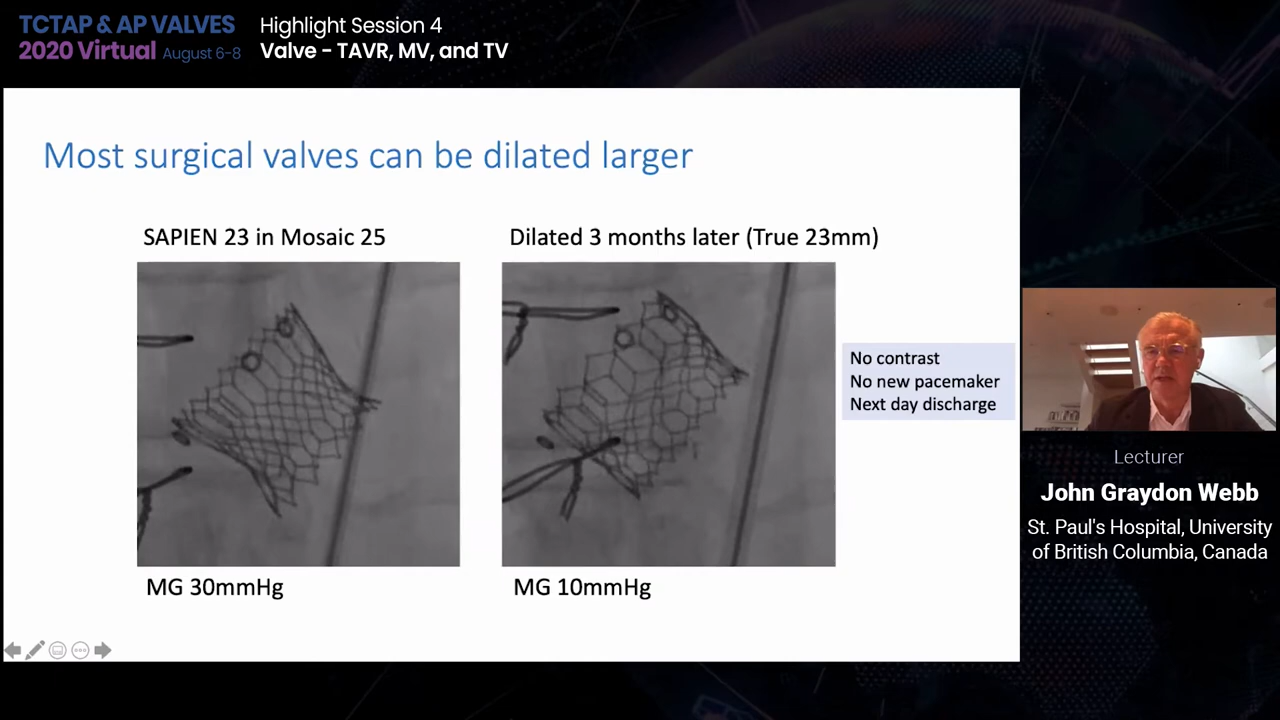 TCTAP & AP VALVES
2020 Virtual August 6-8
Highlight Session 4
Valve - TAVR, MV, and TV
Most surgical valves can be dilated larger
SAPIEN 23 in Mosaic 25
Dilated 3 months later (True 23mm)
No contrast
No new pacemaker
Next day discharge
MG 30mmHg
MG 10mmHg
Lecturer
John Graydon Webb
St. Paul's Hospital, University
of British Columbia, Canada